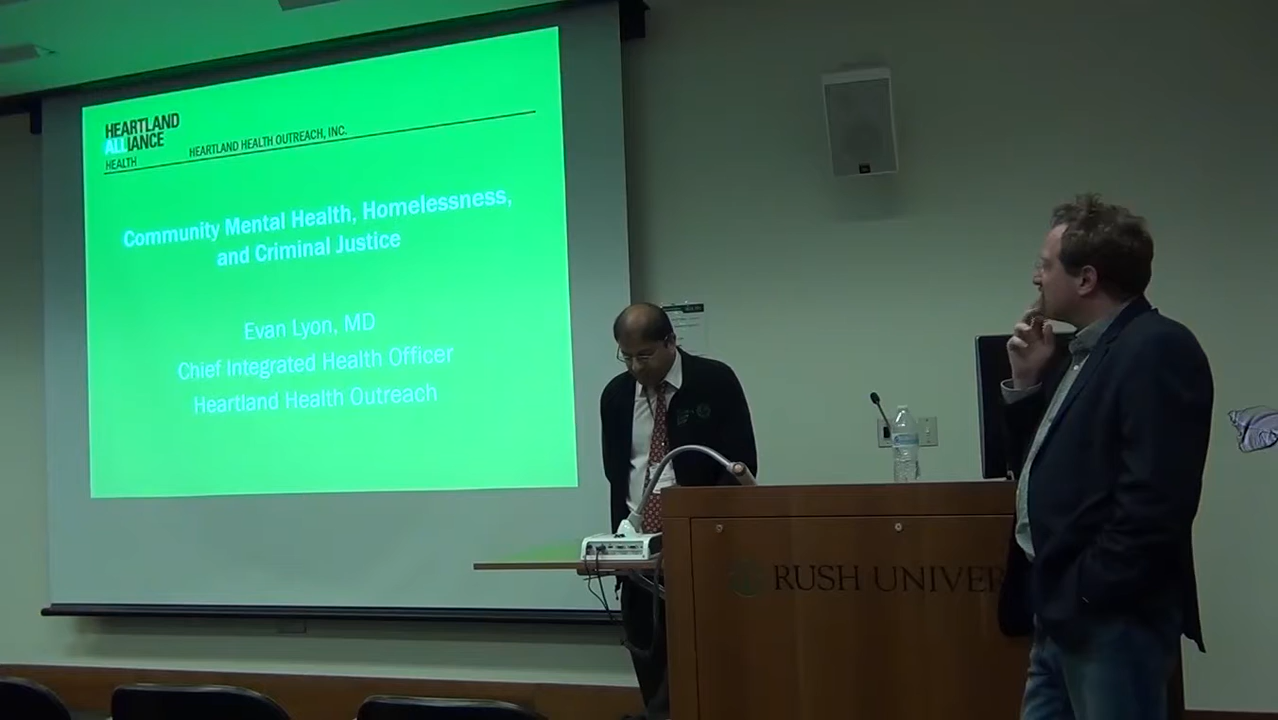 HEARTLAND
ALLIANCE
HEALTH
HEARTLAND HEALTH OUTREACH, INC.
Community Mental Health, Homelessness,
and Criminal Justice
Evan Lyon, MD
Chief Integrated Health Officer
Heartland Health Outreach
RUSH UNIVER